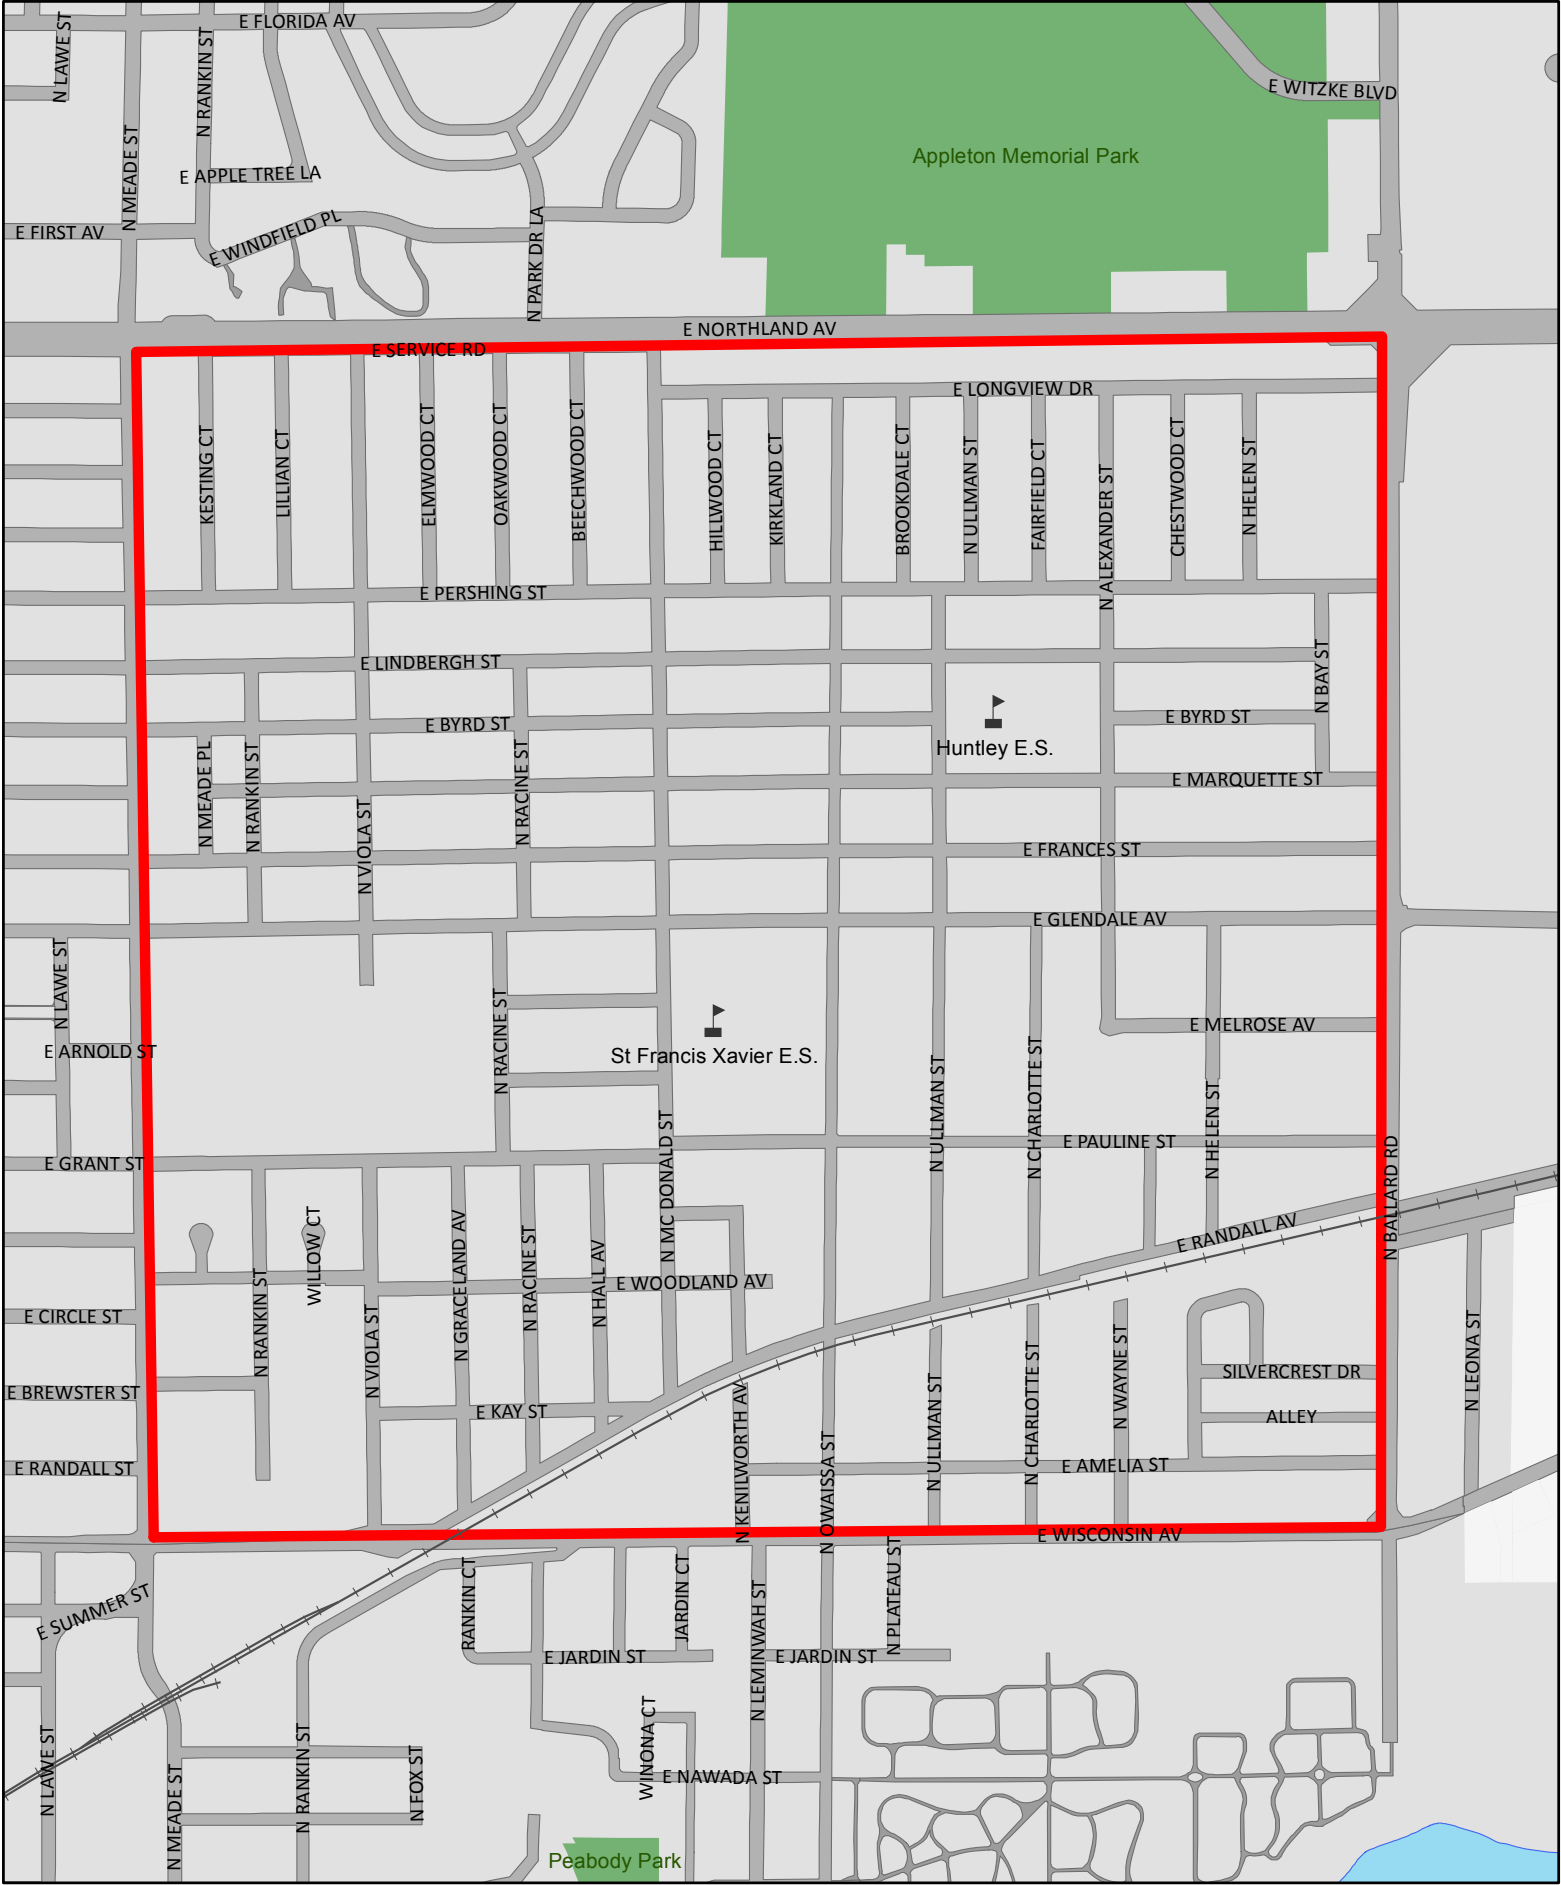 E FLORIDA AV
N LAWE ST
N RANKIN ST
E WITZKE BLVD
N MEADE ST
Appleton Memorial Park
E APPLE TREE LA
E FIRST AV
E WINDFIELD PL
N PARK DR LA
E NORTHLAND AV
E SERVICE RD
E LONGVIEW DR
KESTING CT
LILLIAN CT
ELMWOOD CT
OAKWOOD CT
BEECHWOOD CT
HILLWOOD CT
KIRKLAND CT
BROOKDALE CT
N ULLMAN ST
FAIRFIELD CT
N ALEXANDER ST
CHESTWOOD CT
N HELEN ST
E PERSHING ST
E LINDBERGH ST
N BAY ST
E BYRD ST
E BYRD ST
Huntley E.S.
N MEADE PL
N RANKIN ST
N RACINE ST
E MARQUETTE ST
N VIOLA ST
E FRANCES ST
E GLENDALE AV
N LAWE ST
N RACINE ST
E MELROSE AV
E ARNOLD ST
St Francis Xavier E.S.
N ULLMAN ST
N CHARLOTTE ST
N HELEN ST
N MC DONALD ST
E PAULINE ST
E GRANT ST
N BALLARD RD
WILLOW CT
N GRACELAND AV
N RACINE ST
N HALL AV
E RANDALL AV
E WOODLAND AV
N RANKIN ST
N VIOLA ST
E CIRCLE ST
N LEONA ST
N WAYNE ST
SILVERCREST DR
E BREWSTER ST
E KAY ST
N KENILWORTH AV
N OWAISSA ST
N ULLMAN ST
N CHARLOTTE ST
ALLEY
E RANDALL ST
E AMELIA ST
E WISCONSIN AV
E SUMMER ST
RANKIN CT
JARDIN CT
N LEMINWAH ST
N PLATEAU ST
E JARDIN ST
E JARDIN ST
N LAWE ST
N MEADE ST
N RANKIN ST
N FOX ST
WINONA CT
E NAWADA ST
Peabody Park